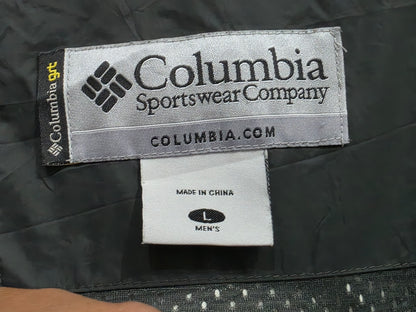 Columbia grt
Columbia
Sportswear Company
COLUMBIA.COM
MADE IN CHINA
L
MEN'S